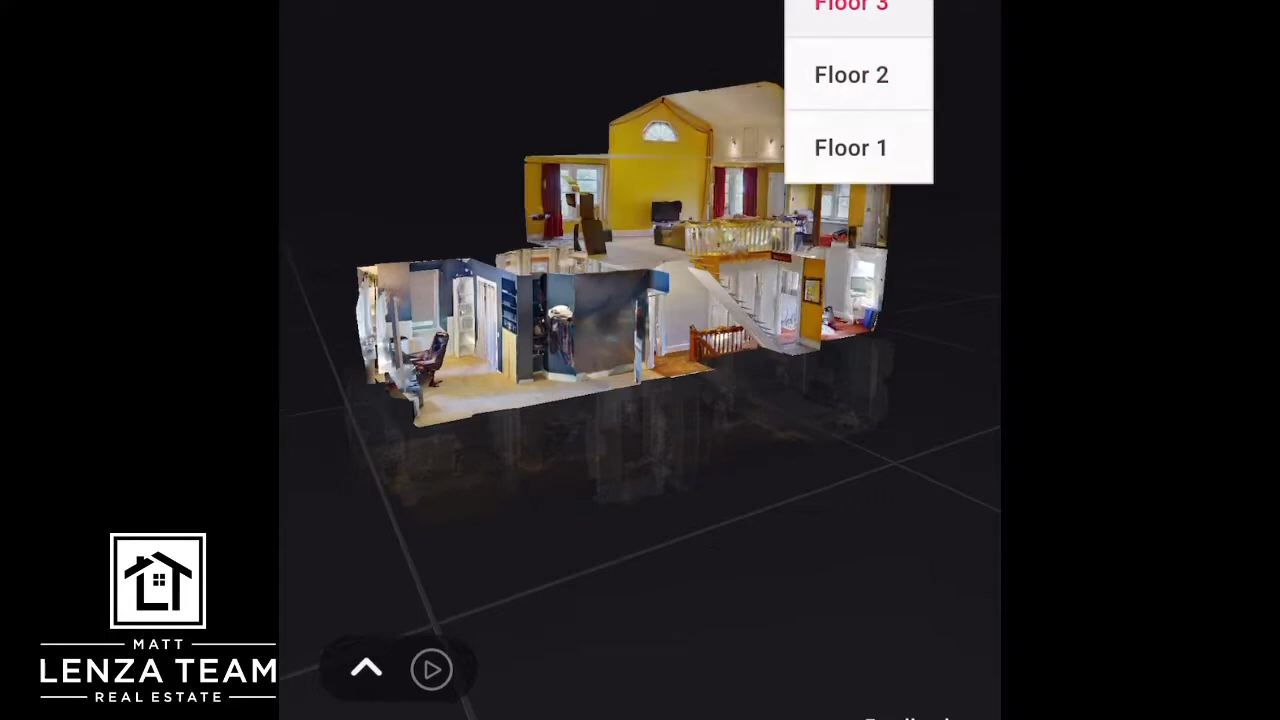 Floor 3
Floor 2
Floor 1
MATT
LENZA TEAM
REAL ESTATE